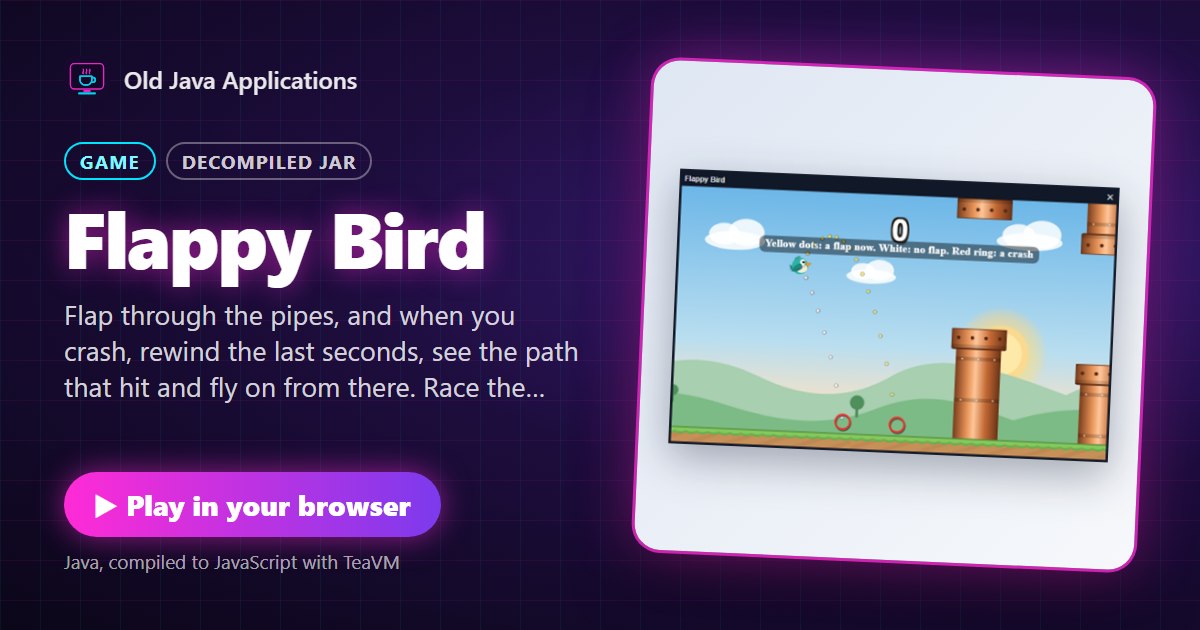 Old Java Applications
GAME
DECOMPILED JAR
Flappy Bird
Flap through the pipes, and when you
crash, rewind the last seconds, see the path
that hit and fly on from there. Race the...
▶ Play in your browser
Java, compiled to JavaScript with TeaVM
Flappy Bird
0
Yellow dots: a flap now. White: no flap. Red ring: a crash